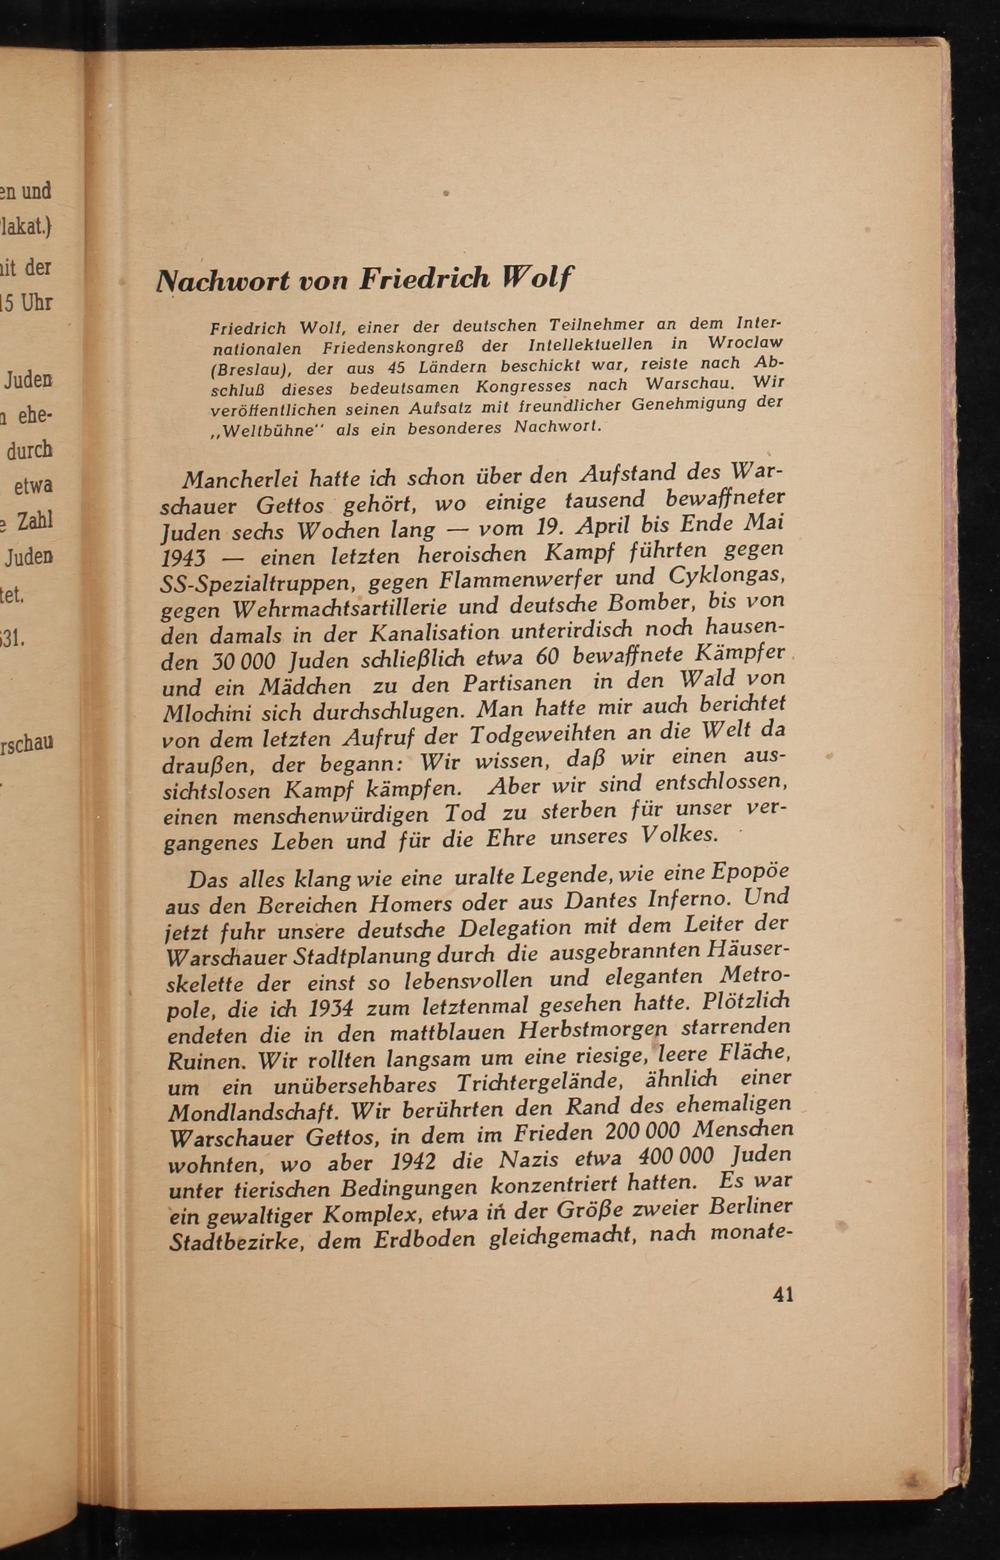 en und
lakat.)
it der
15 Uhr
Juden
ehe-
durch
etwa
Zahl
Juden
tet.
31.
rschau
Nachwort von Friedrich Wolf
Friedrich Wolf, einer der deutschen Teilnehmer an dem Inter-
nationalen Friedenskongreß der Intellektuellen in Wroclaw
(Breslau), der aus 45 Ländern beschickt war, reiste nach Ab-
schluß dieses bedeutsamen Kongresses nach Warschau. Wir
veröffentlichen seinen Aufsatz mit freundlicher Genehmigung der
„Weltbühne" als ein besonderes Nachwort.
Mancherlei hatte ich schon über den Aufstand des War-
schauer Gettos gehört, wo einige tausend bewaffneter
Juden sechs Wochen lang — vom 19. April bis Ende Mai
1943 — einen letzten heroischen Kampf führten gegen
SS-Spezialtruppen, gegen Flammenwerfer und Cyklongas,
gegen Wehrmachtsartillerie und deutsche Bomber, bis von
den damals in der Kanalisation unterirdisch noch hausen-
den 30 000 Juden schließlich etwa 60 bewaffnete Kämpfer
und ein Mädchen zu den Partisanen in den Wald von
Mlochini sich durchschlugen. Man hatte mir auch berichtet
von dem letzten Aufruf der Todgeweihten an die Welt da
draußen, der begann: Wir wissen, daß wir einen aus-
sichtslosen Kampf kämpfen. Aber wir sind entschlossen,
einen menschenwürdigen Tod zu sterben für unser ver-
gangenes Leben und für die Ehre unseres Volkes.
Das alles klang wie eine uralte Legende, wie eine Epopöe
aus den Bereichen Homers oder aus Dantes Inferno. Und
jetzt fuhr unsere deutsche Delegation mit dem Leiter der
Warschauer Stadtplanung durch die ausgebrannten Häuser-
skelette der einst so lebensvollen und eleganten Metro-
pole, die ich 1934 zum letztenmal gesehen hatte. Plötzlich
endeten die in den mattblauen Herbstmorgen starrenden
Ruinen. Wir rollten langsam um eine riesige, leere Fläche,
um ein unübersehbares Trichtergelände, ähnlich einer
Mondlandschaft. Wir berührten den Rand des ehemaligen
Warschauer Gettos, in dem im Frieden 200 000 Menschen
wohnten, wo aber 1942 die Nazis etwa 400 000 Juden
unter tierischen Bedingungen konzentriert hatten. Es war
ein gewaltiger Komplex, etwa in der Größe zweier Berliner
Stadtbezirke, dem Erdboden gleichgemacht, nach monate-
41